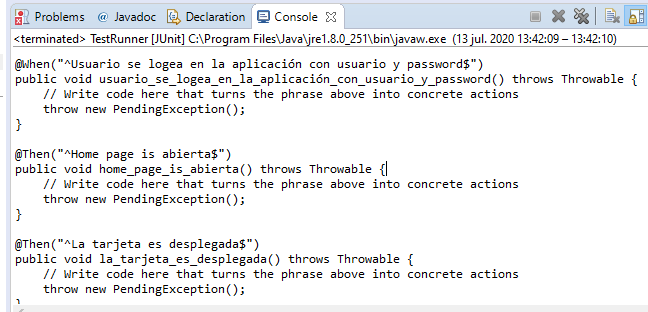 Problems @ Javadoc Declaration Console
<terminated> TestRunner [JUnit] C:\Program Files\Java\jre1.8.0_251\bin\javaw.exe (13 jul. 2020 13:42:09 – 13:42:10)
@When("^Usuario se logea en la aplicación con usuario y password$")
public void usuario_se_logea_en_la_aplicación_con_usuario_y_password() throws Throwable {
    // Write code here that turns the phrase above into concrete actions
    throw new PendingException();
}
@Then("^Home page is abierta$")
public void home_page_is_abierta() throws Throwable {
    // Write code here that turns the phrase above into concrete actions
    throw new PendingException();
}
@Then("^La tarjeta es desplegada$")
public void la_tarjeta_es_desplegada() throws Throwable {
    // Write code here that turns the phrase above into concrete actions
    throw new PendingException();
}